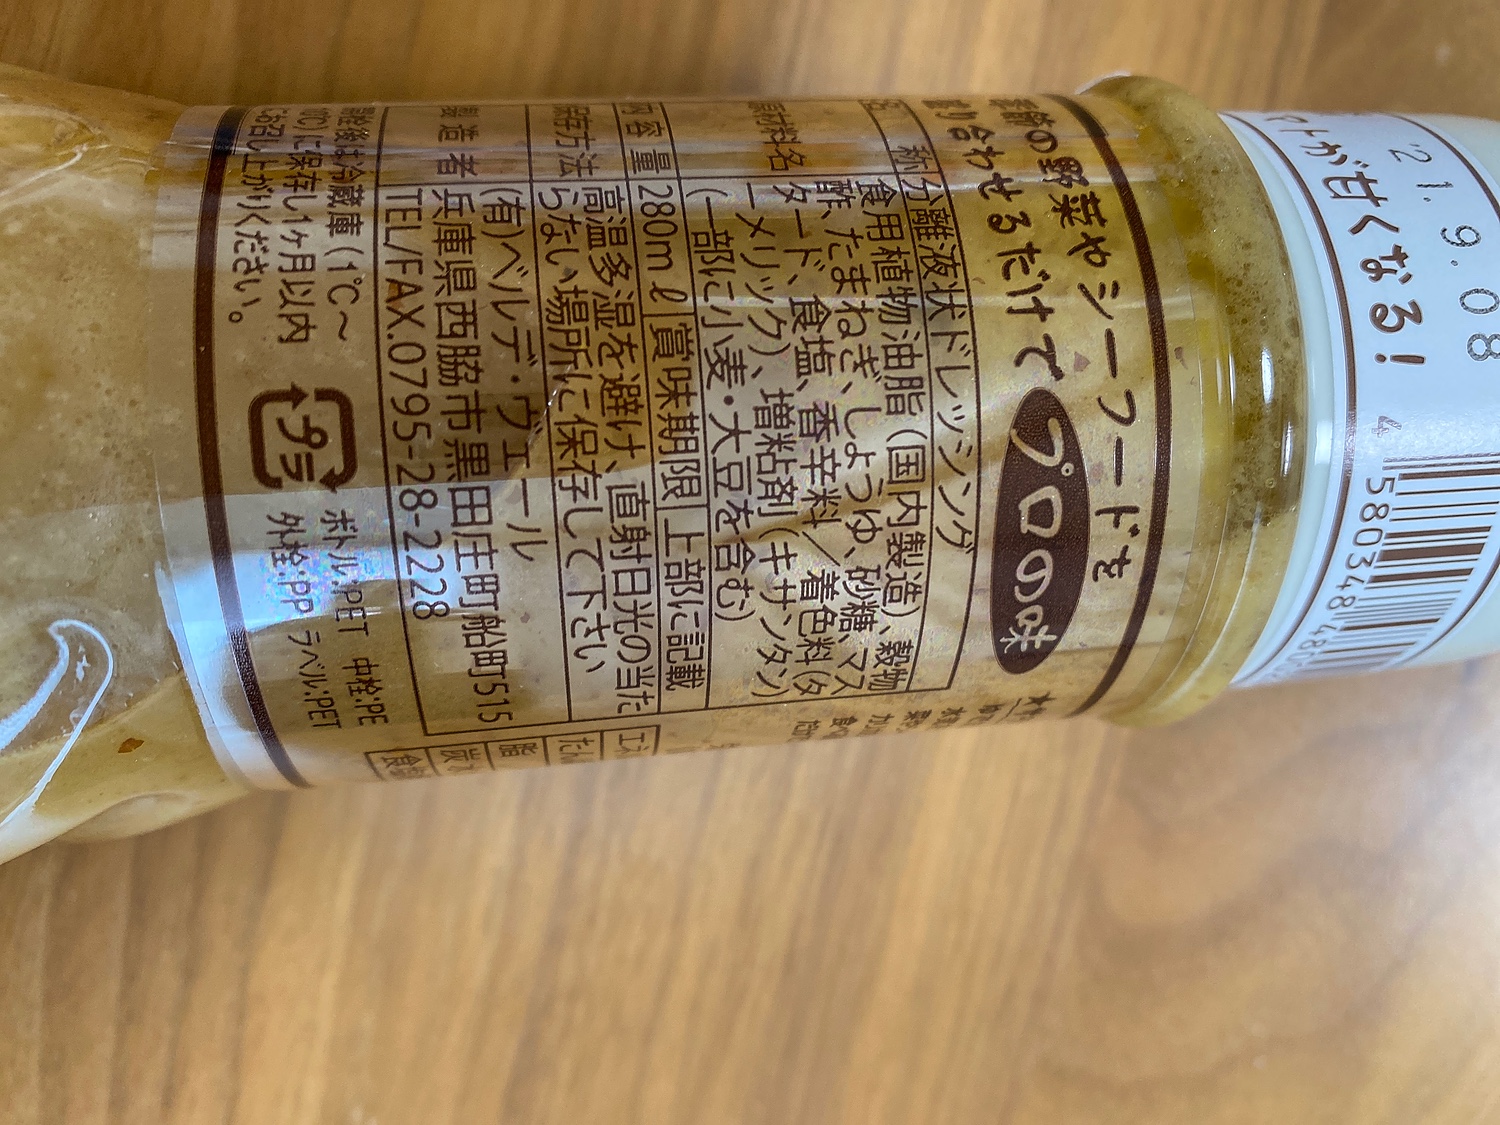 トマトが甘くなる!
'21.9.08
4 580348
季節の野菜やシーフードを
割り合わせるだけで
プロの味
名 称 分離液状ドレッシング
原材料名 食用植物油脂(国内製造)、穀物
酢、たまねぎ、しょうゆ、砂糖、マス
タード、食塩、香辛料/着色料(タ
ーメリック)、増粘剤(キサンタン)
(一部に小麦・大豆を含む)
内容量 280mℓ 賞味期限 上部に記載
保存方法 高温多湿を避け、直射日光の当た
らない場所に保存して下さい
製造者 (有)ベルデ・ヴェール
兵庫県西脇市黒田庄町船町515
TEL/FAX.0795-28-2228
開栓後は冷蔵庫(1℃〜
10℃)に保存し1ヶ月以内
にお召し上がりください。
プラ
ボトル:PET 中栓:PE
外栓:PP ラベル:PET